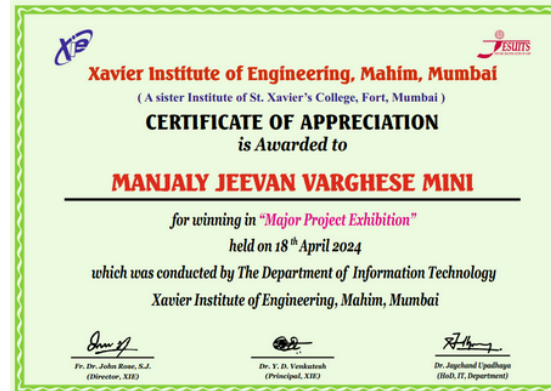 XIE
JESUITS
Xavier Institute of Engineering, Mahim, Mumbai
( A sister Institute of St. Xavier's College, Fort, Mumbai )
CERTIFICATE OF APPRECIATION
is Awarded to
MANJALY JEEVAN VARGHESE MINI
for winning in “Major Project Exhibition”
held on 18th April 2024
which was conducted by The Department of Information Technology
Xavier Institute of Engineering, Mahim, Mumbai
Fr. Dr. John Rose, S.J.
(Director, XIE)
Dr. Y. D. Venkatesh
(Principal, XIE)
Dr. Jaychand Upadhaya
(HoD, IT, Department)